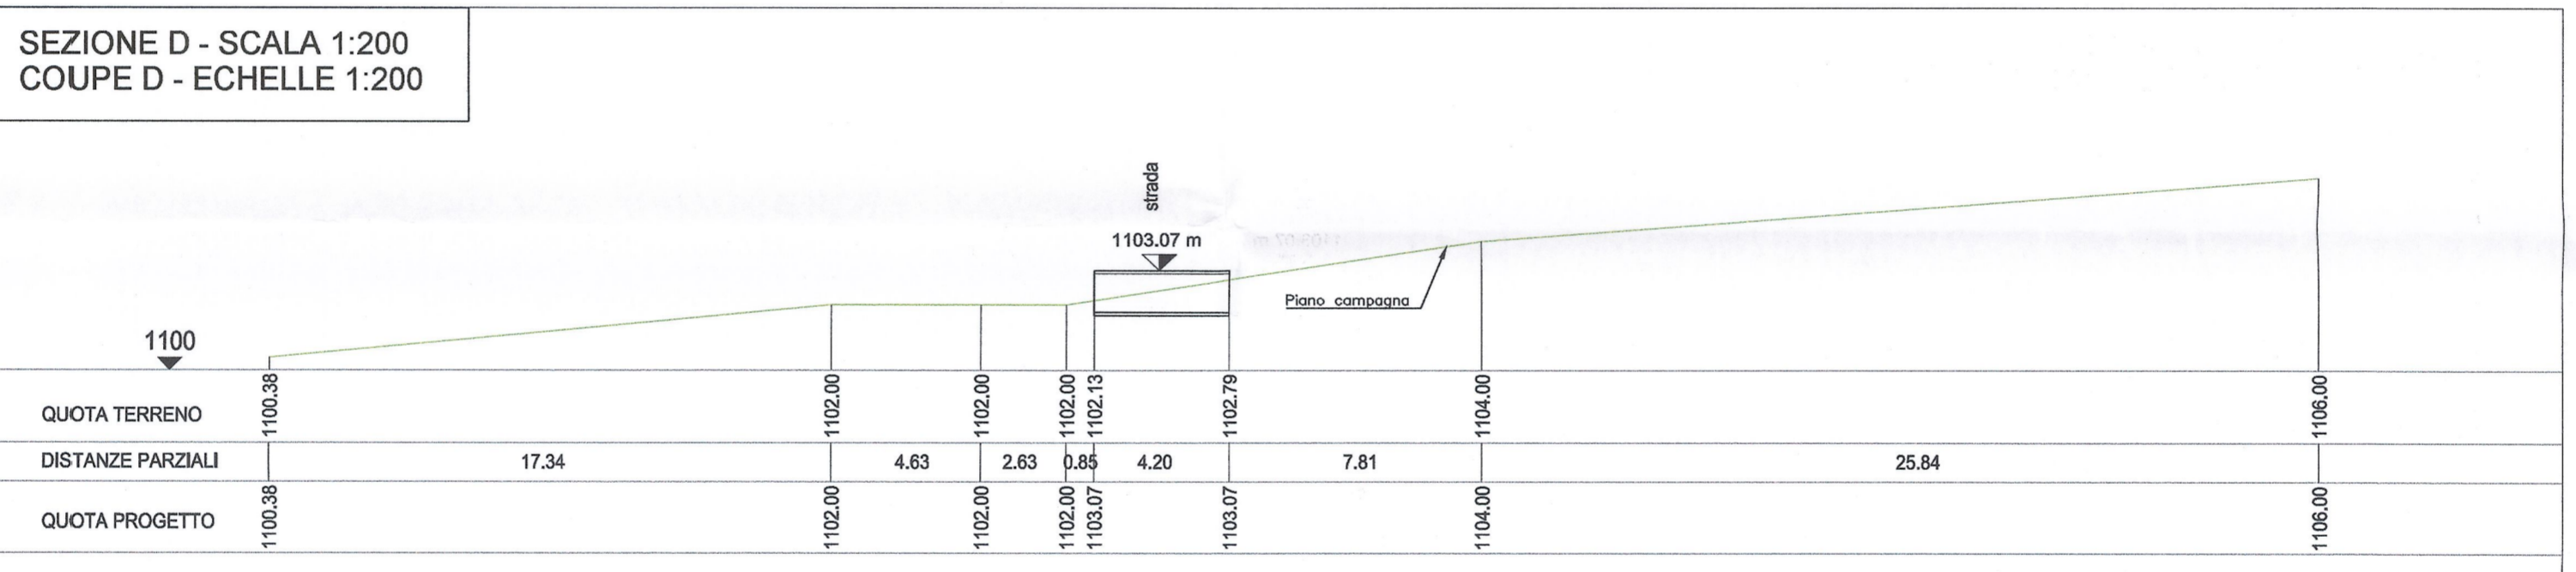 SEZIONE D - SCALA 1:200
COUPE D - ECHELLE 1:200
strada
1103.07 m
Piano campagna
1100
QUOTA TERRENO 1100.38 1102.00 1102.00 1102.00 1102.13 1102.79 1104.00 1106.00
DISTANZE PARZIALI 17.34 4.63 2.63 0.85 4.20 7.81 25.84
QUOTA PROGETTO 1100.38 1102.00 1102.00 1102.00 1103.07 1103.07 1104.00 1106.00